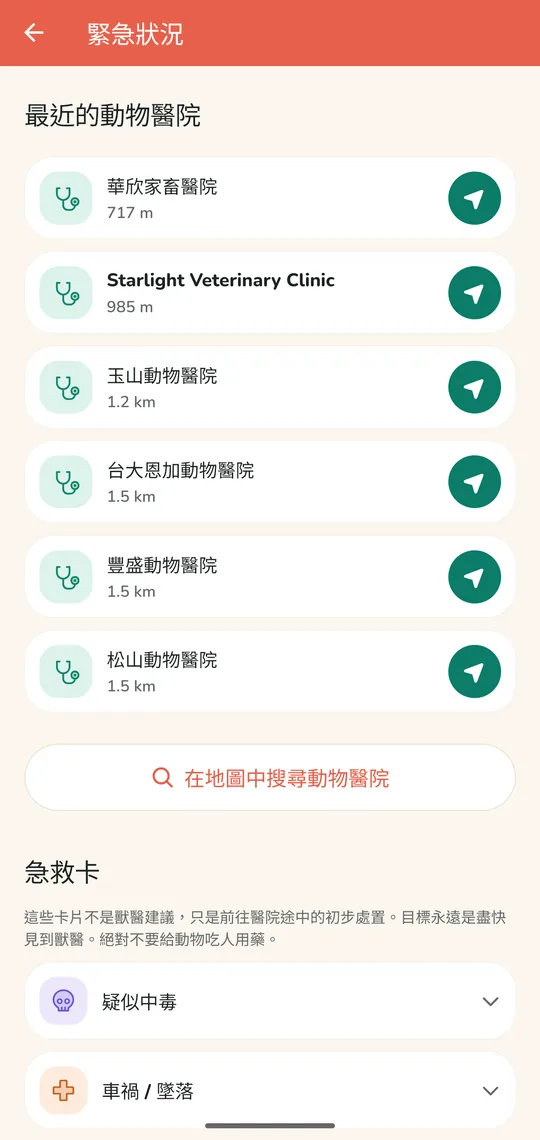 緊急狀況
最近的動物醫院
華欣家畜醫院
717 m
Starlight Veterinary Clinic
985 m
玉山動物醫院
1.2 km
台大恩加動物醫院
1.5 km
豐盛動物醫院
1.5 km
松山動物醫院
1.5 km
在地圖中搜尋動物醫院
急救卡
這些卡片不是獸醫建議，只是前往醫院途中的初步處置。目標永遠是盡快
見到獸醫。絕對不要給動物吃人用藥。
疑似中毒
車禍 / 墜落